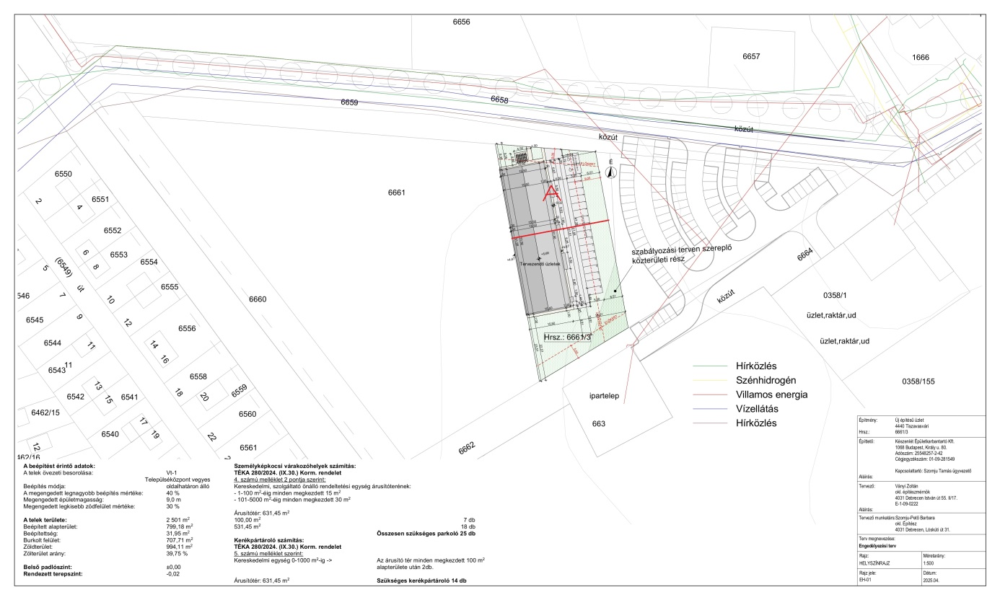 6656
6657
1666
6658
6659
közút
közút
6550
6551
2
4
6661
É
ELŐKERT
A
6552
6553
6
8
6554
(6549)
út
5
6555
546
7
10
6660
szabályozási terven szereplő
közterületi rész
Tervezendő üzletek
6664
közút
0358/1
üzlet,raktár,ud
üzlet,raktár,ud
6545
9
12
6556
6544
14
16
11
11
6543
Hrsz.: 6661/3
ELŐKERT
6558
13
15
6542
6541
18
20
6559
0358/155
Hírközlés
Szénhidrogén
Villamos energia
Vízellátás
Hírközlés
ipartelep
663
6462/15
6560
17
19
6540
22
12
6561
6662
462/16
A beépítést érintő adatok:
A telek övezeti besorolása: Vt-1
Településközpont vegyes
Beépítés módja: oldalhatáron álló
A megengedett legnagyobb beépítés mértéke: 40 %
Megengedett épületmagasság: 9,0 m
Megengedett legkisebb zödfelület mértéke: 30 %
A telek területe: 2 501 m²
Beépített alapterület: 799,18 m²
Beépítettség: 31,95 m²
Burkolt felület: 707,71 m²
Zöldterület: 994,11 m²
Zölterület arány: 39,75 %
Belső padlószint: ±0,00
Rendezett terepszint: -0,02
Személyképkocsi várakozóhelyek számítás:
TÉKA 280/2024. (IX.30.) Korm. rendelet
4. számú melléklet 2 pontja szerint:
Kereskedelmi, szolgáltató önálló rendeltetési egység árusítóterének:
- 1-100 m²-éig minden megkezdett 15 m²
- 101-5000 m²-éig minden megkezdett 30 m²
Árusítótér: 631,45 m²
100,00 m² 7 db
531,45 m² 18 db
Összesen szükséges parkoló 25 db
Kerékpártároló számítás:
TÉKA 280/2024. (IX.30.) Korm. rendelet
5. számú melléklet szerint:
Kereskedelmi egység 0-1000 m²-ig -> Az árusító tér minden megkezdett 100 m²
alapterülete után 2db.
Árusítótér: 631,45 m² Szükséges kerékpártároló 14 db
Építmény: Új építésű üzlet
4440 Tiszavasvári
Hrsz.: 6661/3
Építtető: Készenlét Épületkarbantartó Kft.
1068 Budapest, Király u. 80.
Adószám: 25548257-2-42
Cégjegyzékszám: 01-09-281549
Kapcsolattartó: Szomju Tamás ügyvezető
Aláírás:
Tervező: Ványi Zoltán
okl. építészmérnök
4031 Debrecen István út 55. II/17.
E-1-09-0222
Aláírás:
Tervező munkatárs: Szomju-Pető Barbara
okl. Építész
4031 Debrecen, Lóskúti út 31.
Terv megnevezése:
Engedélyezési terv
Rajz: Méretarány:
HELYSZÍNRAJZ 1:500
Rajz jele: Dátum:
EH-01 2025.04.